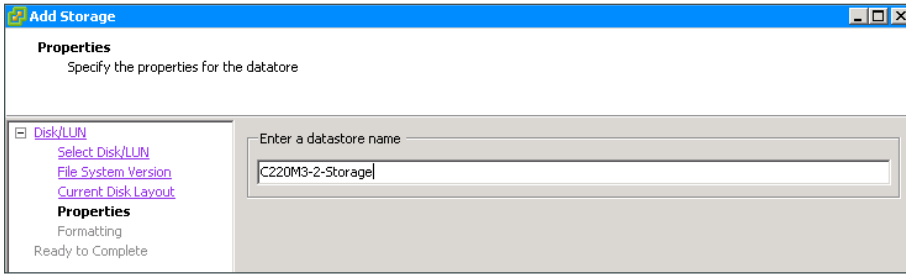 Add Storage
Properties
Specify the properties for the datatore
Disk/LUN
Select Disk/LUN
File System Version
Current Disk Layout
Properties
Formatting
Ready to Complete
Enter a datastore name
C220M3-2-Storage